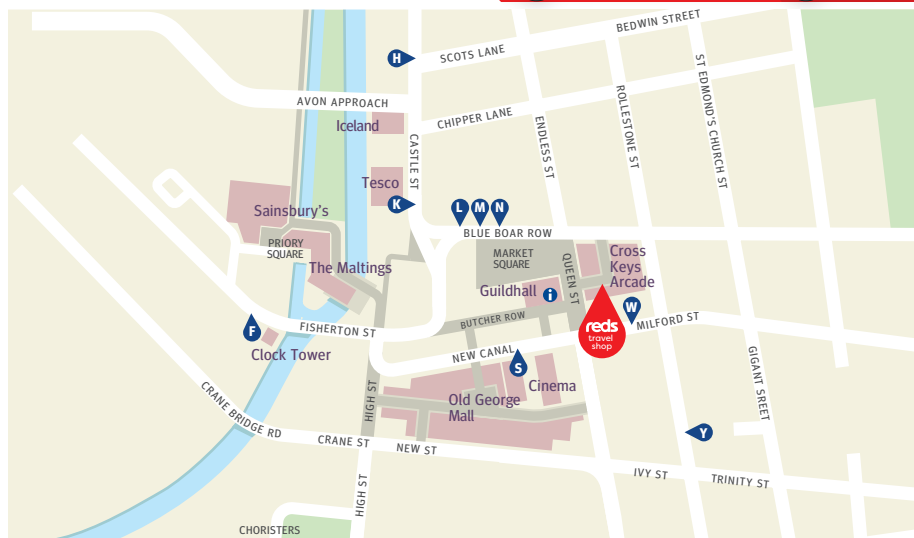 BEDWIN STREET
H
SCOTS LANE
AVON APPROACH
CHIPPER LANE
Iceland
CASTLE ST
ENDLESS ST
ROLLESTONE ST
ST EDMOND'S CHURCH ST
Tesco
K
L
M
N
BLUE BOAR ROW
Sainsbury's
PRIORY
SQUARE
The Maltings
MARKET
SQUARE
QUEEN ST
Cross
Keys
Arcade
Guildhall
i
W
MILFORD ST
reds
travel
shop
BUTCHER ROW
FISHERTON ST
F
Clock Tower
NEW CANAL
S
Cinema
Old George
Mall
HIGH ST
GIGANT SREET
CRANE BRIDGE RD
CRANE ST
NEW ST
Y
IVY ST
TRINITY ST
HIGH ST
CHORISTERS